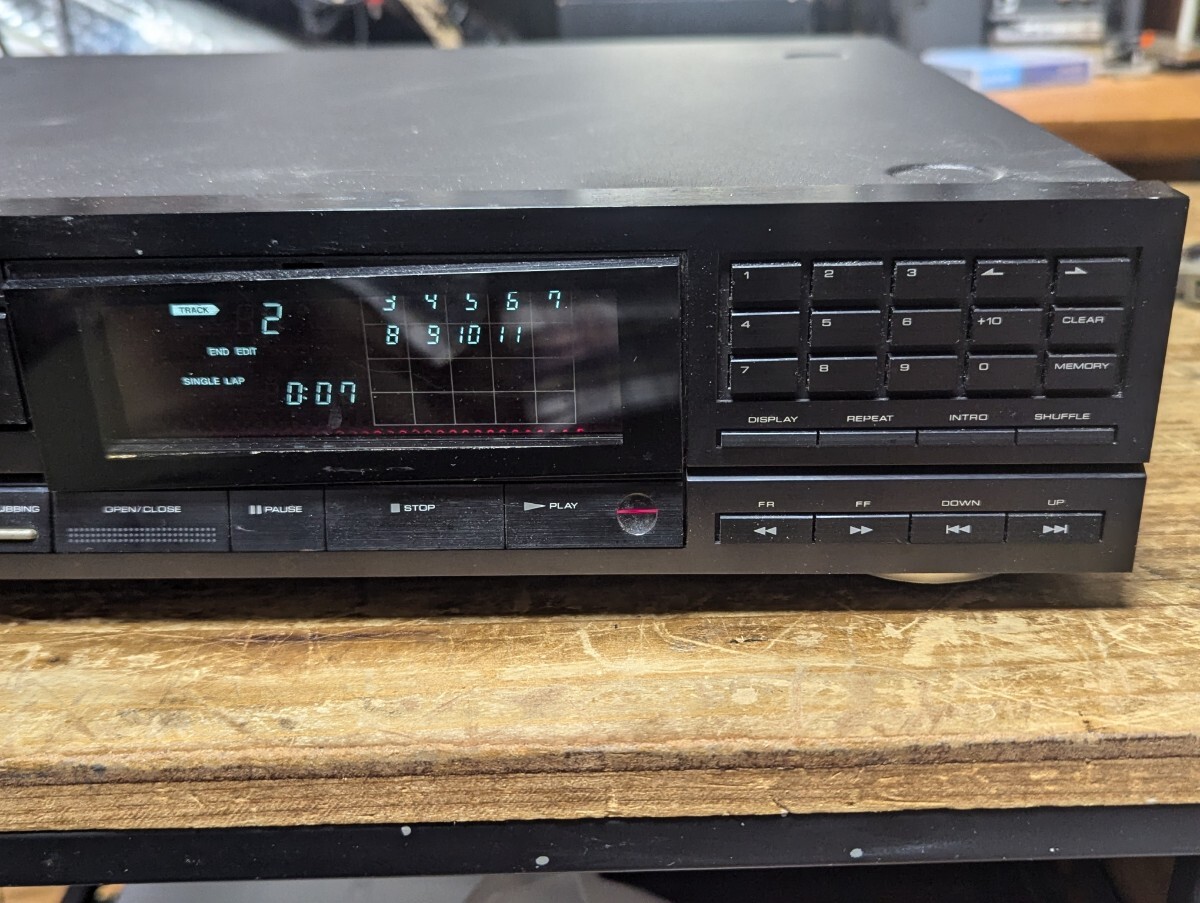 TRACK 2
END EDIT
SINGLE LAP 0:07
3 4 5 6 7
8 9 10 11
1 2 3
4 5 6 +10 CLEAR
7 8 9 0 MEMORY
DISPLAY REPEAT INTRO SHUFFLE
UBBING
OPEN/CLOSE
PAUSE
STOP
PLAY
FR FF DOWN UP